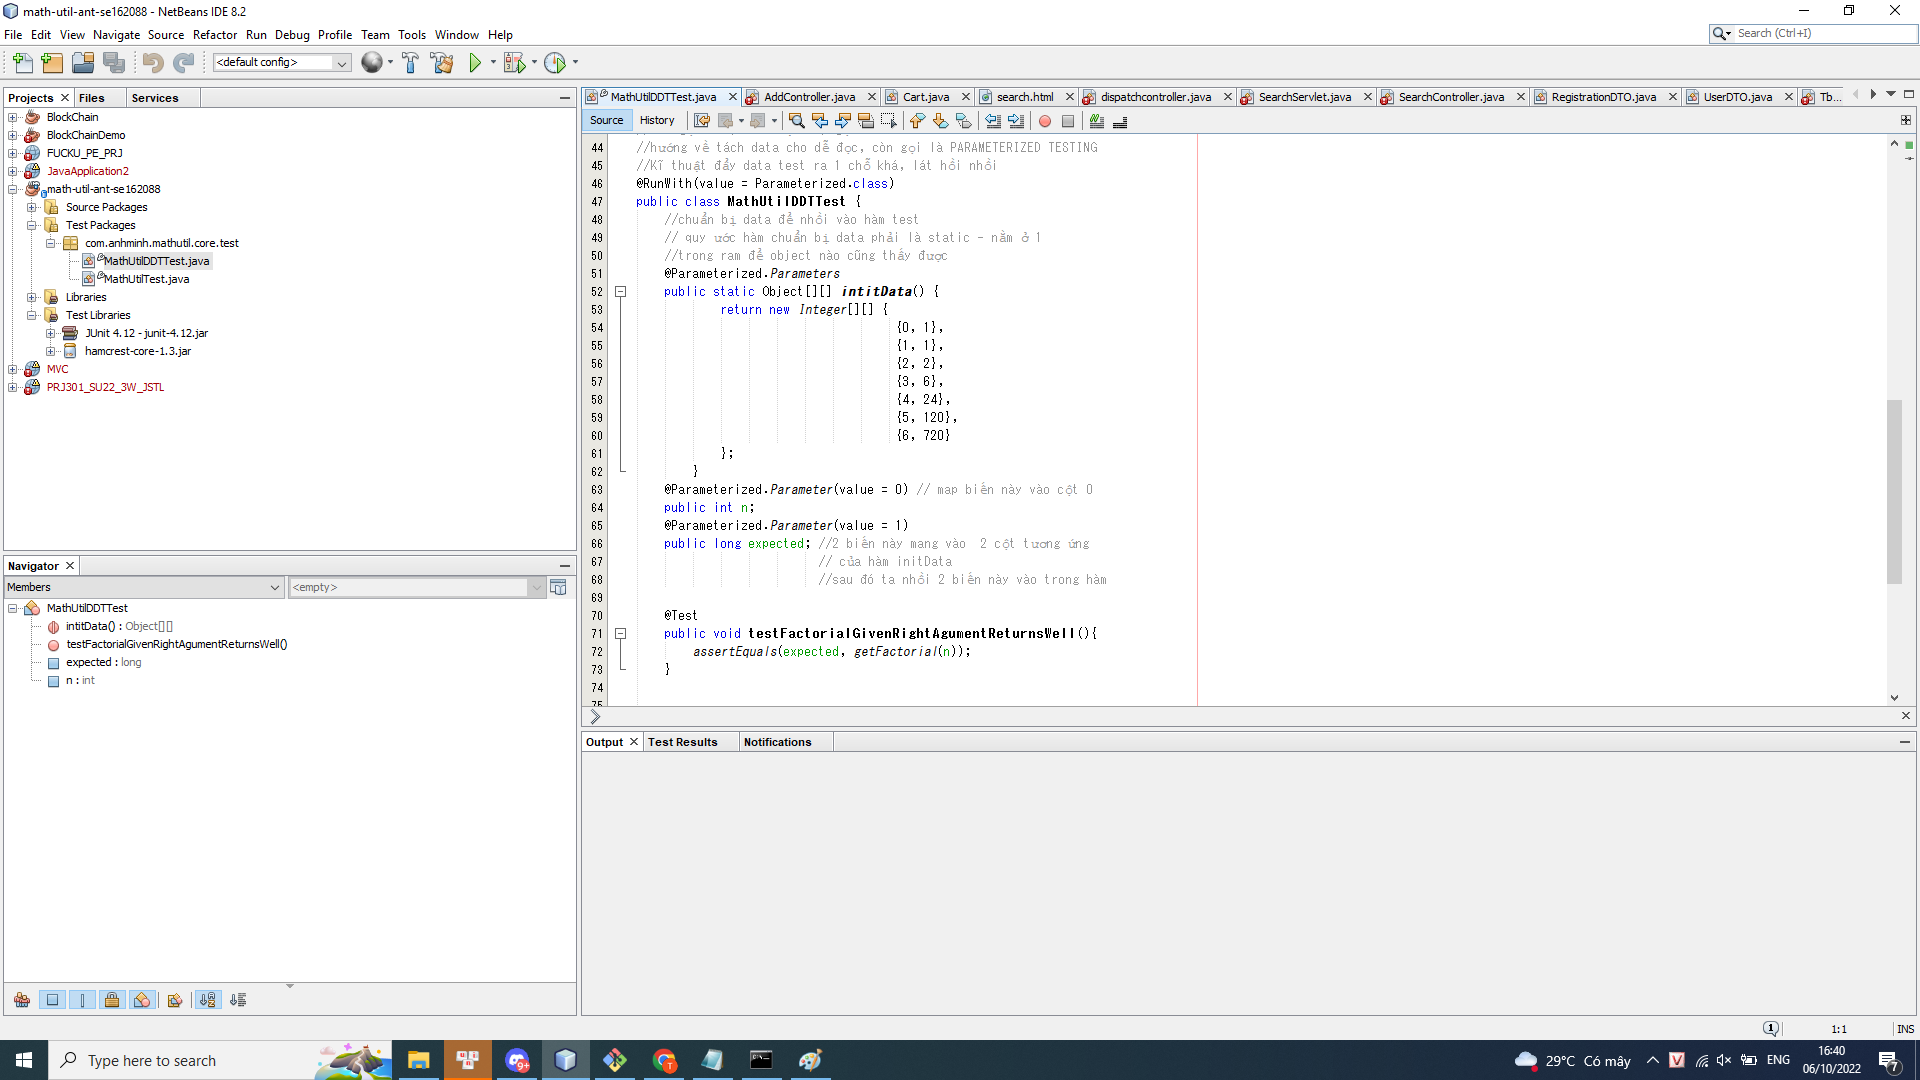 math-util-ant-se162088 - NetBeans IDE 8.2
File Edit View Navigate Source Refactor Run Debug Profile Team Tools Window Help
Search (Ctrl+I)
<default config>
Projects Files Services
BlockChain
BlockChainDemo
FUCKU_PE_PRJ
JavaApplication2
math-util-ant-se162088
Source Packages
Test Packages
com.anhminh.mathutil.core.test
MathUtilDDTTest.java
MathUtilTest.java
Libraries
Test Libraries
JUnit 4.12 - junit-4.12.jar
hamcrest-core-1.3.jar
MVC
PRJ301_SU22_3W_JSTL
Navigator
Members <empty>
MathUtilDDTTest
intitData() : Object[][]
testFactorialGivenRightAgumentReturnsWell()
expected : long
n : int
MathUtilDDTTest.java AddController.java Cart.java search.html dispatchcontroller.java SearchServlet.java SearchController.java RegistrationDTO.java UserDTO.java Tb...
Source History
44 //hướng về tách data cho dễ đọc, còn gọi là PARAMETERIZED TESTING
45 //Kĩ thuật đẩy data test ra 1 chỗ khá, lát hồi nhồi
46 @RunWith(value = Parameterized.class)
47 public class MathUtilDDTTest {
48 //chuẩn bị data để nhồi vào hàm test
49 // quy ước hàm chuẩn bị data phải là static - nằm ở 1
50 //trong ram để object nào cũng thấy được
51 @Parameterized.Parameters
52 public static Object[][] intitData() {
53 return new Integer[][] {
54 {0, 1},
55 {1, 1},
56 {2, 2},
57 {3, 6},
58 {4, 24},
59 {5, 120},
60 {6, 720}
61 };
62 }
63 @Parameterized.Parameter(value = 0) // map biến này vào cột 0
64 public int n;
65 @Parameterized.Parameter(value = 1)
66 public long expected; //2 biến này mang vào 2 cột tương ứng
67 // của hàm initData
68 //sau đó ta nhồi 2 biến này vào trong hàm
69
70 @Test
71 public void testFactorialGivenRightAgumentReturnsWell(){
72 assertEquals(expected, getFactorial(n));
73 }
74
75
Output Test Results Notifications
1 1:1 INS
Type here to search
9+
29°C Có mây
ENG
16:40
06/10/2022
7